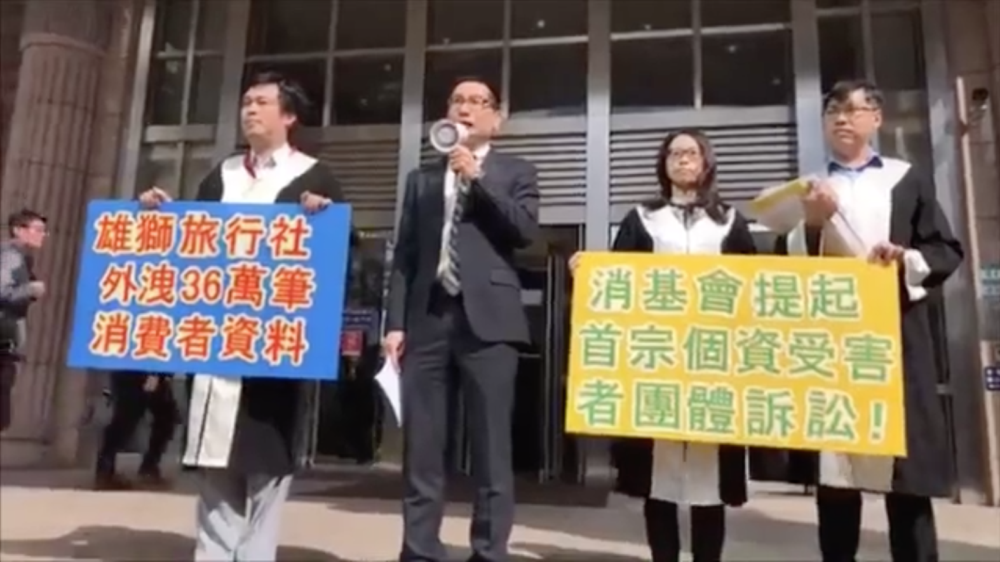 雄獅旅行社
外洩36萬筆
消費者資料
消基會提起
首宗個資受害
者團體訴訟!